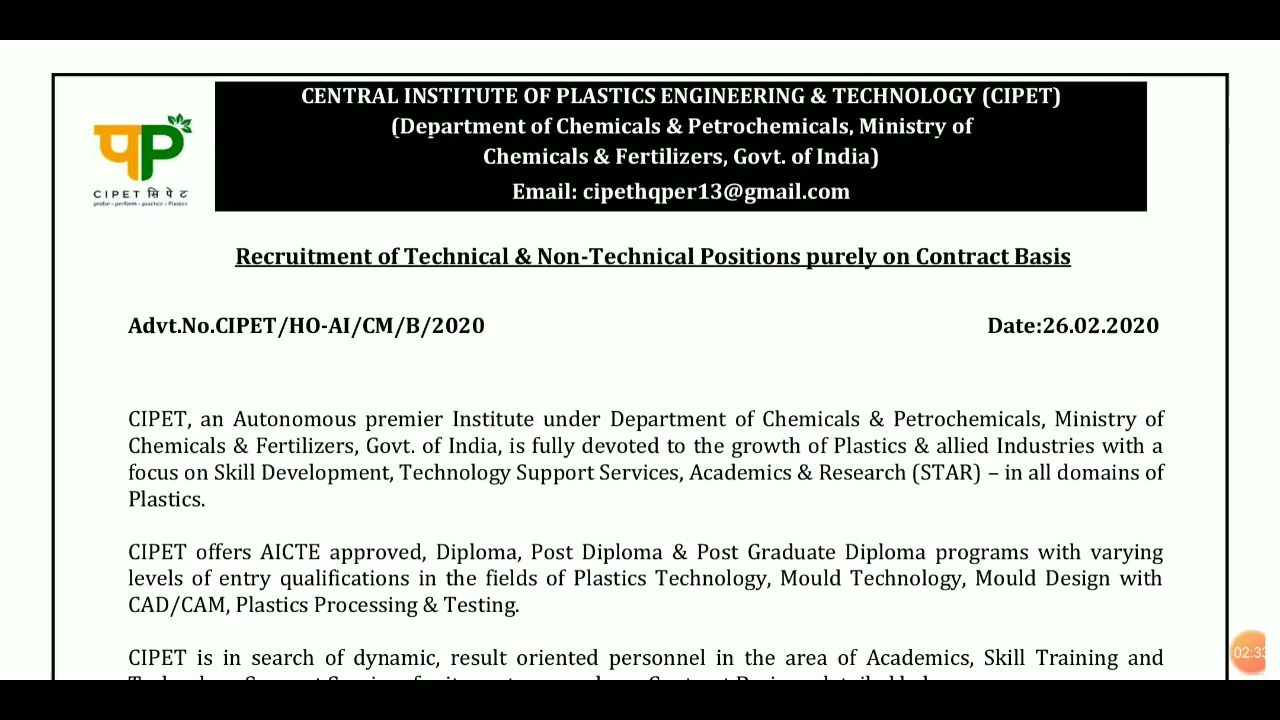 CENTRAL INSTITUTE OF PLASTICS ENGINEERING & TECHNOLOGY (CIPET)
(Department of Chemicals & Petrochemicals, Ministry of
Chemicals & Fertilizers, Govt. of India)
Email: cipethqper13@gmail.com
पP
CIPET सिपेट
probe • perform • practice • Plastics
Recruitment of Technical & Non-Technical Positions purely on Contract Basis
Advt.No.CIPET/HO-AI/CM/B/2020 Date:26.02.2020
CIPET, an Autonomous premier Institute under Department of Chemicals & Petrochemicals, Ministry of
Chemicals & Fertilizers, Govt. of India, is fully devoted to the growth of Plastics & allied Industries with a
focus on Skill Development, Technology Support Services, Academics & Research (STAR) – in all domains of
Plastics.
CIPET offers AICTE approved, Diploma, Post Diploma & Post Graduate Diploma programs with varying
levels of entry qualifications in the fields of Plastics Technology, Mould Technology, Mould Design with
CAD/CAM, Plastics Processing & Testing.
CIPET is in search of dynamic, result oriented personnel in the area of Academics, Skill Training and
02:33